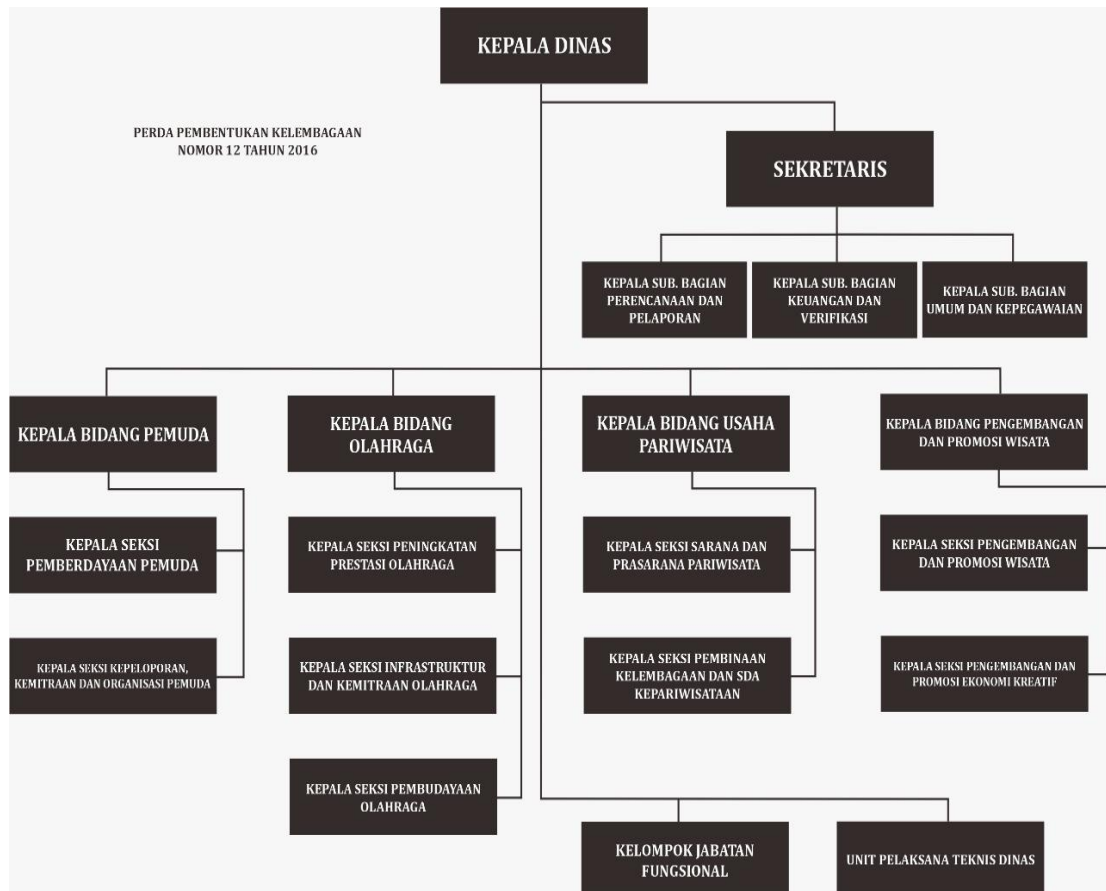 KEPALA DINAS
PERDA PEMBENTUKAN KELEMBAGAAN
NOMOR 12 TAHUN 2016
SEKRETARIS
KEPALA SUB. BAGIAN
PERENCANAAN DAN
PELAPORAN
KEPALA SUB. BAGIAN
KEUANGAN DAN
VERIFIKASI
KEPALA SUB. BAGIAN
UMUM DAN KEPEGAWAIAN
KEPALA BIDANG PEMUDA
KEPALA BIDANG
OLAHRAGA
KEPALA BIDANG USAHA
PARIWISATA
KEPALA BIDANG PENGEMBANGAN
DAN PROMOSI WISATA
KEPALA SEKSI
PEMBERDAYAAN PEMUDA
KEPALA SEKSI PENINGKATAN
PRESTASI OLAHRAGA
KEPALA SEKSI SARANA DAN
PRASARANA PARIWISATA
KEPALA SEKSI PENGEMBANGAN
DAN PROMOSI WISATA
KEPALA SEKSI KEPELOPORAN,
KEMITRAAN DAN ORGANISASI PEMUDA
KEPALA SEKSI INFRASTRUKTUR
DAN KEMITRAAN OLAHRAGA
KEPALA SEKSI PEMBINAAN
KELEMBAGAAN DAN SDA
KEPARIWISATAAN
KEPALA SEKSI PENGEMBANGAN DAN
PROMOSI EKONOMI KREATIF
KEPALA SEKSI PEMBUDAYAAN
OLAHRAGA
KELOMPOK JABATAN
FUNGSIONAL
UNIT PELAKSANA TEKNIS DINAS